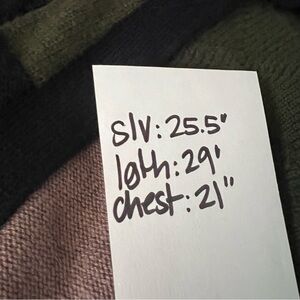 slv: 25.5"
lgth: 29"
chest: 21"